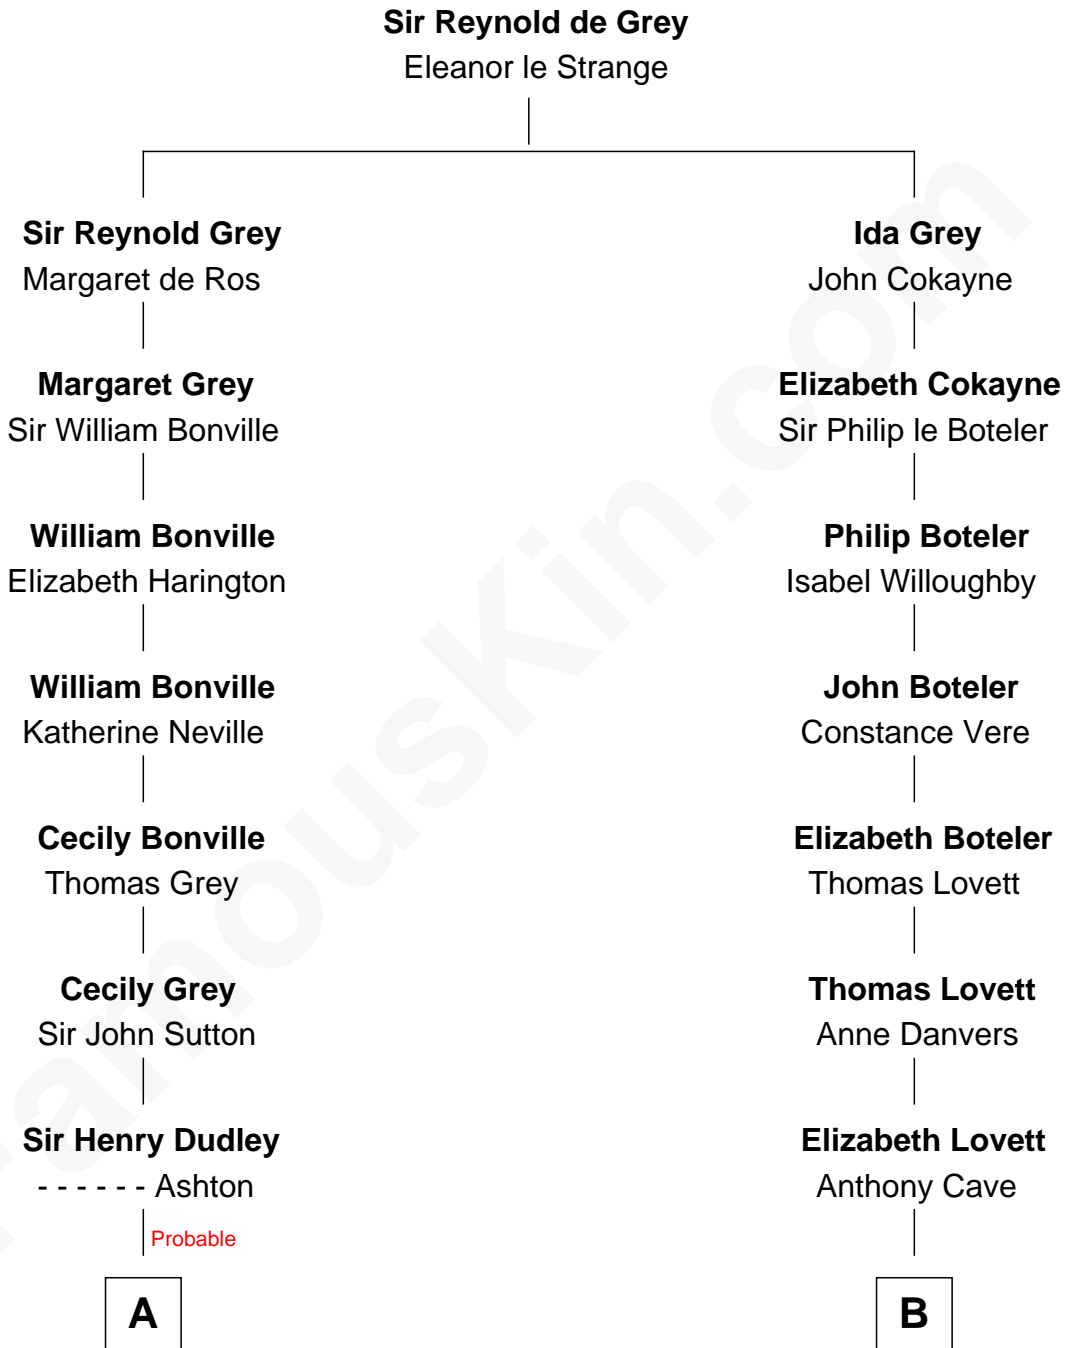 Sir Reynold de Grey
Eleanor le Strange
Sir Reynold Grey
Margaret de Ros
Ida Grey
John Cokayne
Margaret Grey
Sir William Bonville
Elizabeth Cokayne
Sir Philip le Boteler
William Bonville
Elizabeth Harington
Philip Boteler
Isabel Willoughby
William Bonville
Katherine Neville
John Boteler
Constance Vere
Cecily Bonville
Thomas Grey
Elizabeth Boteler
Thomas Lovett
Cecily Grey
Sir John Sutton
Thomas Lovett
Anne Danvers
Sir Henry Dudley
- - - - - - Ashton
Elizabeth Lovett
Anthony Cave
Probable
A
B
FamousKin.com